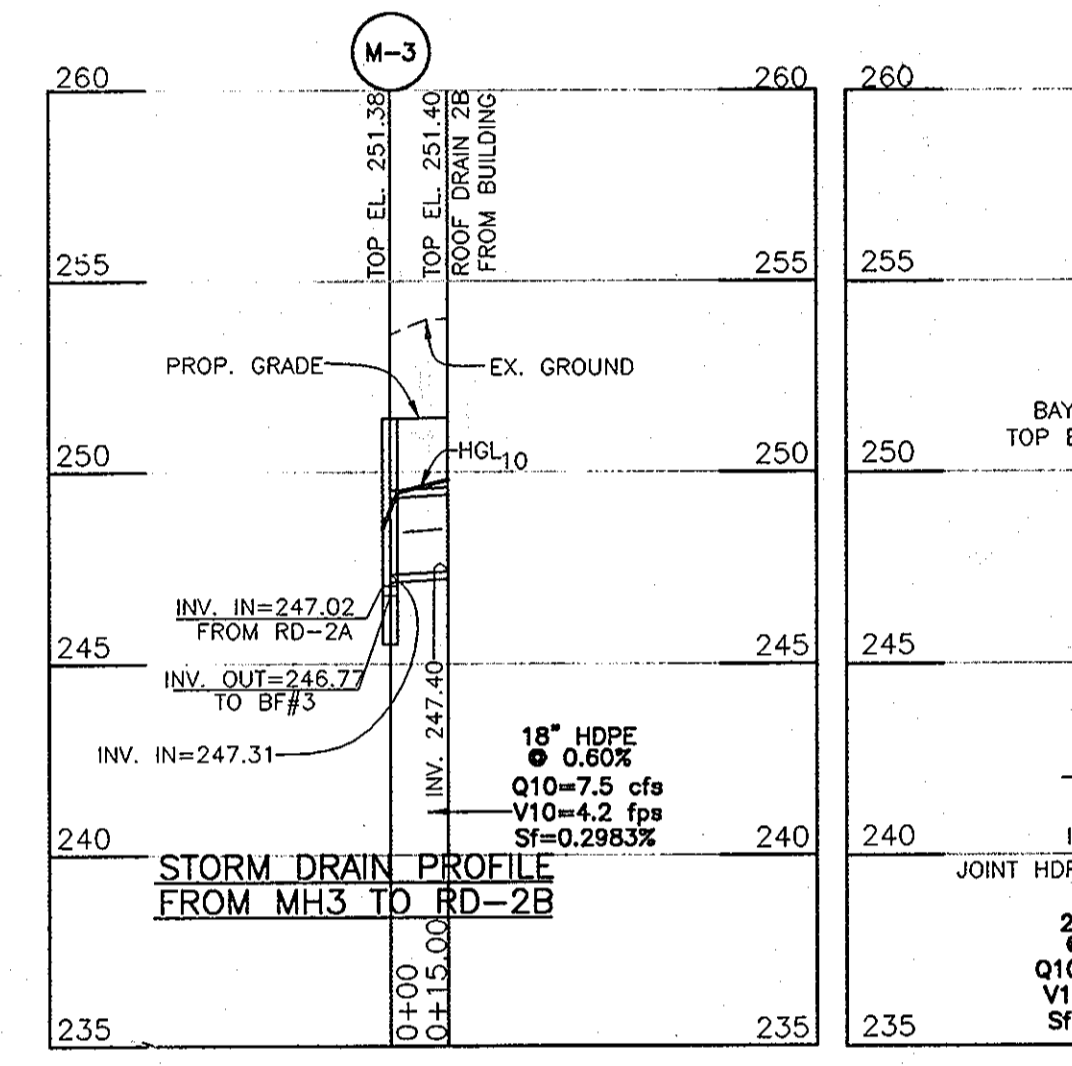 M-3
260
260
TOP EL. 251.38
TOP EL. 251.40
ROOF DRAIN 2B
FROM BUILDING
255
255
PROP. GRADE
EX. GROUND
250
250
HGL10
INV. IN=247.02
FROM RD-2A
245
245
INV. OUT=246.77
TO BF#3
INV. IN=247.31
INV. 247.40
18" HDPE
@ 0.60%
Q10=7.5 cfs
V10=4.2 fps
Sf=0.2983%
240
240
STORM DRAIN PROFILE
FROM MH3 TO RD-2B
0+00
0+15.00
235
235
260
255
BAY
TOP
250
245
240
JOINT
Sf
235